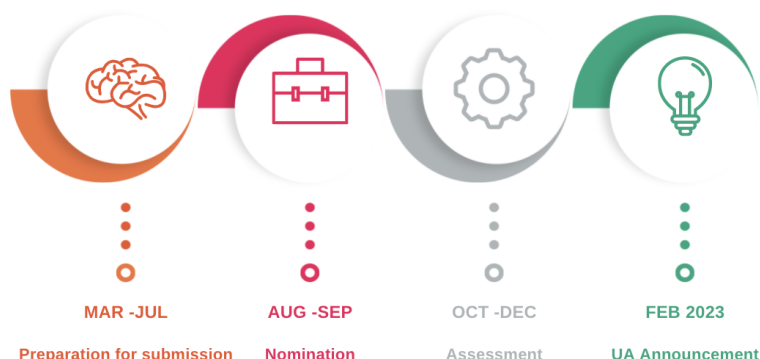 MAR -JUL
AUG -SEP
OCT -DEC
FEB 2023
Preparation for submission
Nomination
Assessment
UA Announcement